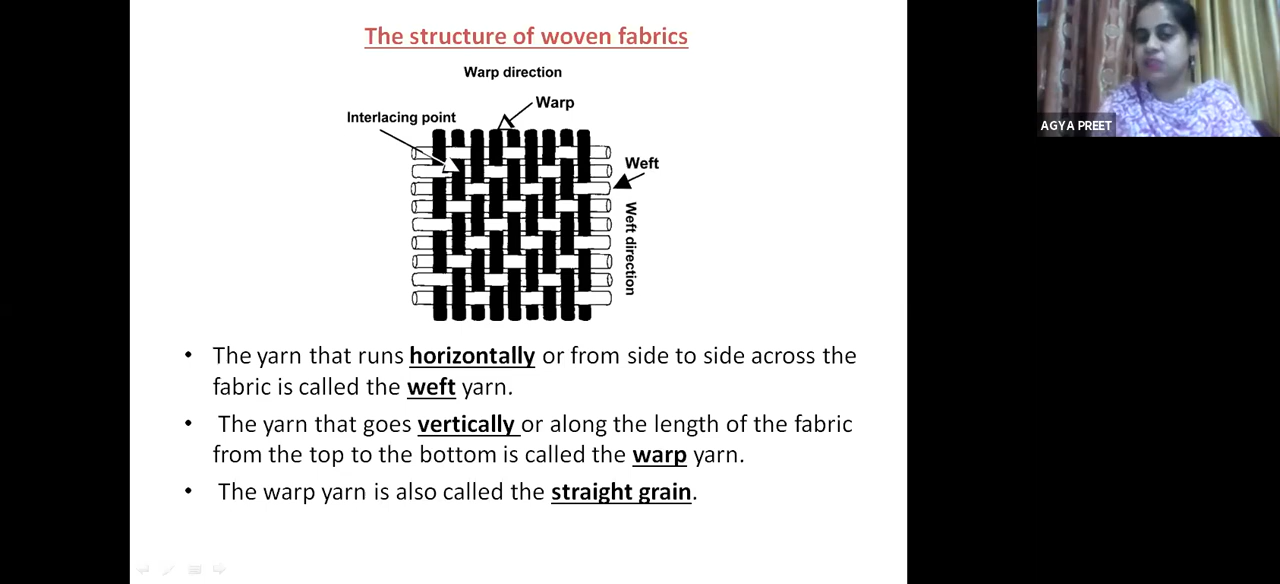 The structure of woven fabrics
Warp direction
Warp
Interlacing point
Weft
Weft direction
• The yarn that runs horizontally or from side to side across the
fabric is called the weft yarn.
• The yarn that goes vertically or along the length of the fabric
from the top to the bottom is called the warp yarn.
• The warp yarn is also called the straight grain.
AGYA PREET